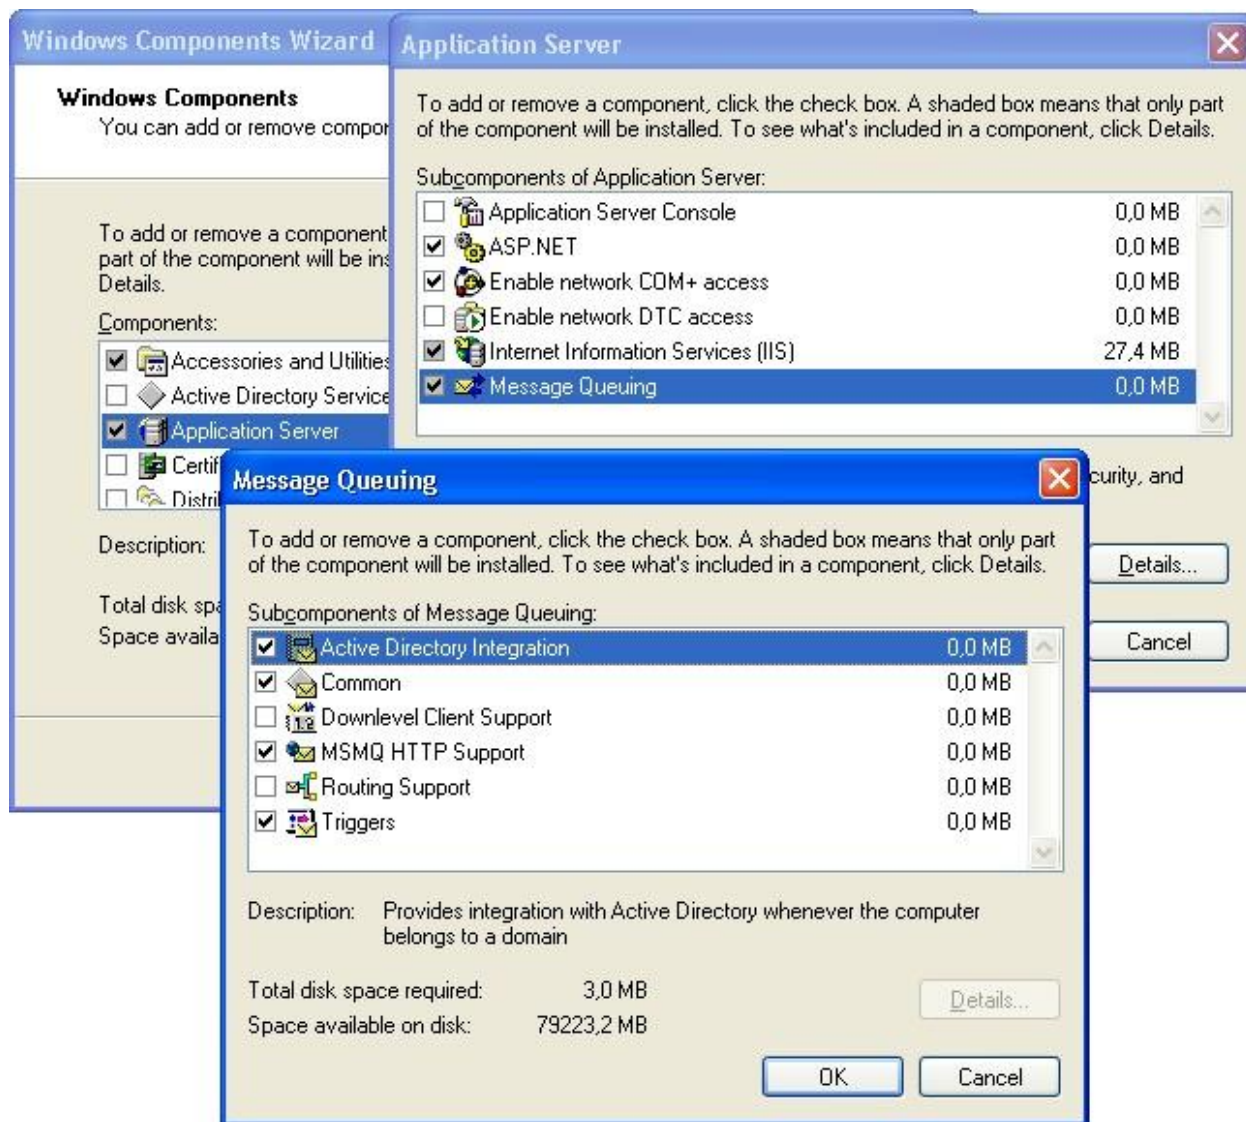 Windows Components Wizard
Windows Components
You can add or remove
To add or remove a component
part of the component will be
Details.
Components:
Accessories and Utilities
Active Directory Service
Application Server
Description:
Total disk
Space
Application Server
To add or remove a component, click the check box. A shaded box means that only part
of the component will be installed. To see what's included in a component, click Details.
Subcomponents of Application Server:
Application Server Console 0,0 MB
ASP.NET 0,0 MB
Enable network COM+ access 0,0 MB
Enable network DTC access 0,0 MB
Internet Information Services (IIS) 27,4 MB
Message Queuing 0,0 MB
and
Details...
Cancel
Message Queuing
To add or remove a component, click the check box. A shaded box means that only part
of the component will be installed. To see what's included in a component, click Details.
Subcomponents of Message Queuing:
Active Directory Integration 0,0 MB
Common 0,0 MB
Downlevel Client Support 0,0 MB
MSMQ HTTP Support 0,0 MB
Routing Support 0,0 MB
Triggers 0,0 MB
Description: Provides integration with Active Directory whenever the computer
belongs to a domain
Total disk space required: 3,0 MB
Space available on disk: 79223,2 MB
Details...
OK Cancel